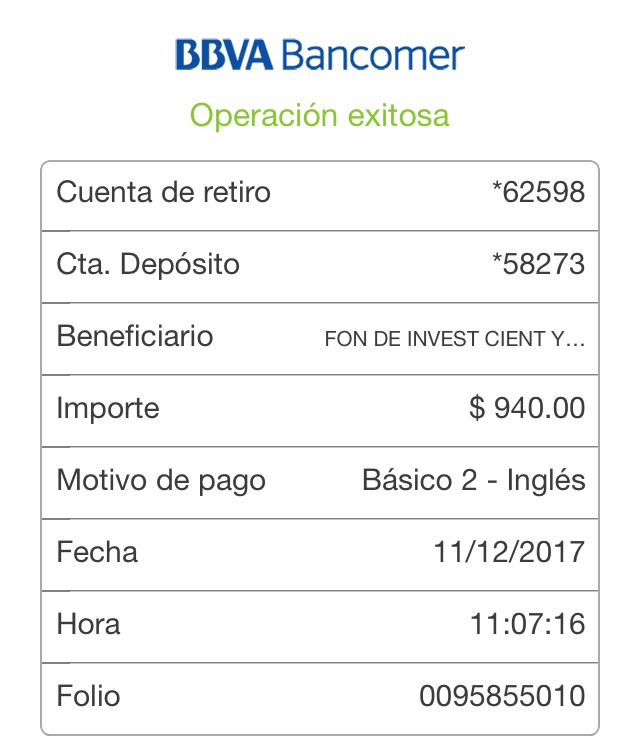 BBVA Bancomer
Operación exitosa
Cuenta de retiro *62598
Cta. Depósito *58273
Beneficiario FON DE INVEST CIENT Y...
Importe $ 940.00
Motivo de pago Básico 2 - Inglés
Fecha 11/12/2017
Hora 11:07:16
Folio 0095855010